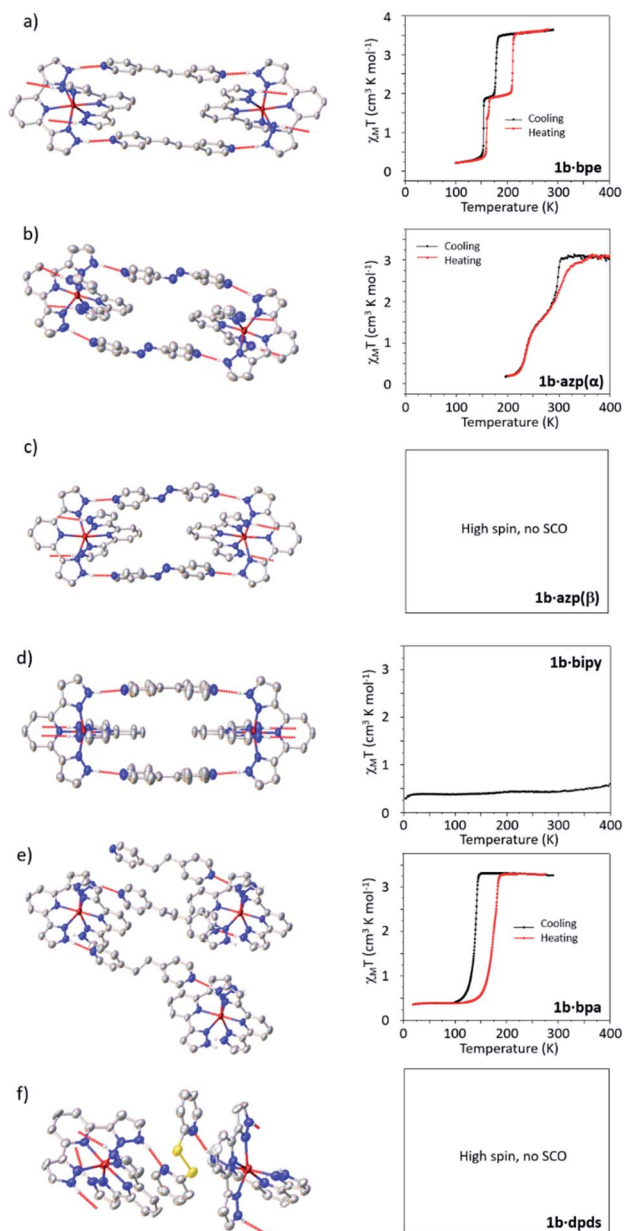 a)
χMT (cm3 K mol-1)
4
3
2
1
0
Cooling
Heating
1b·bpe
0 100 200 300 400
Temperature (K)
b)
χMT (cm3 K mol-1)
3
2
1
0
Cooling
Heating
1b·azp(α)
0 100 200 300 400
Temperature (K)
c)
High spin, no SCO
1b·azp(β)
d)
χMT (cm3 K mol-1)
3
2
1
0
1b·bipy
0 100 200 300 400
Temperature (K)
e)
χMT (cm3 K mol-1)
3
2
1
0
Cooling
Heating
1b·bpa
0 100 200 300 400
Temperature (K)
f)
High spin, no SCO
1b·dpds